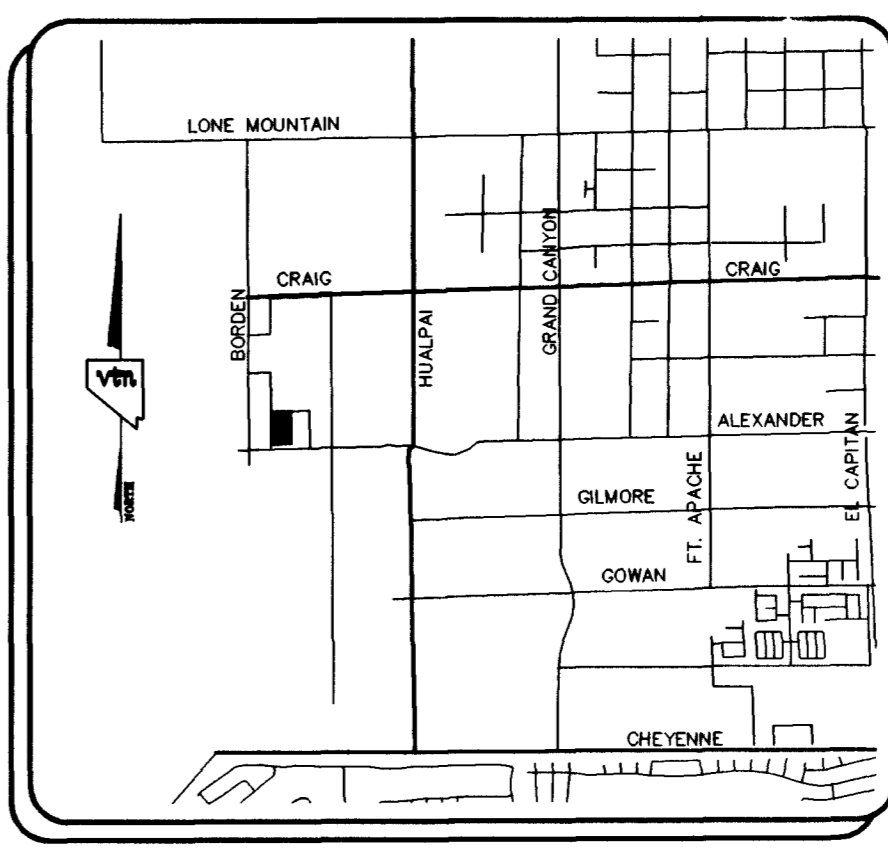 LONE MOUNTAIN
CRAIG
CRAIG
BORDEN
HUALPAI
GRAND CANYON
vtn
ALEXANDER
GILMORE
FT. APACHE
EL CAPITAN
NORTH
GOWAN
CHEYENNE